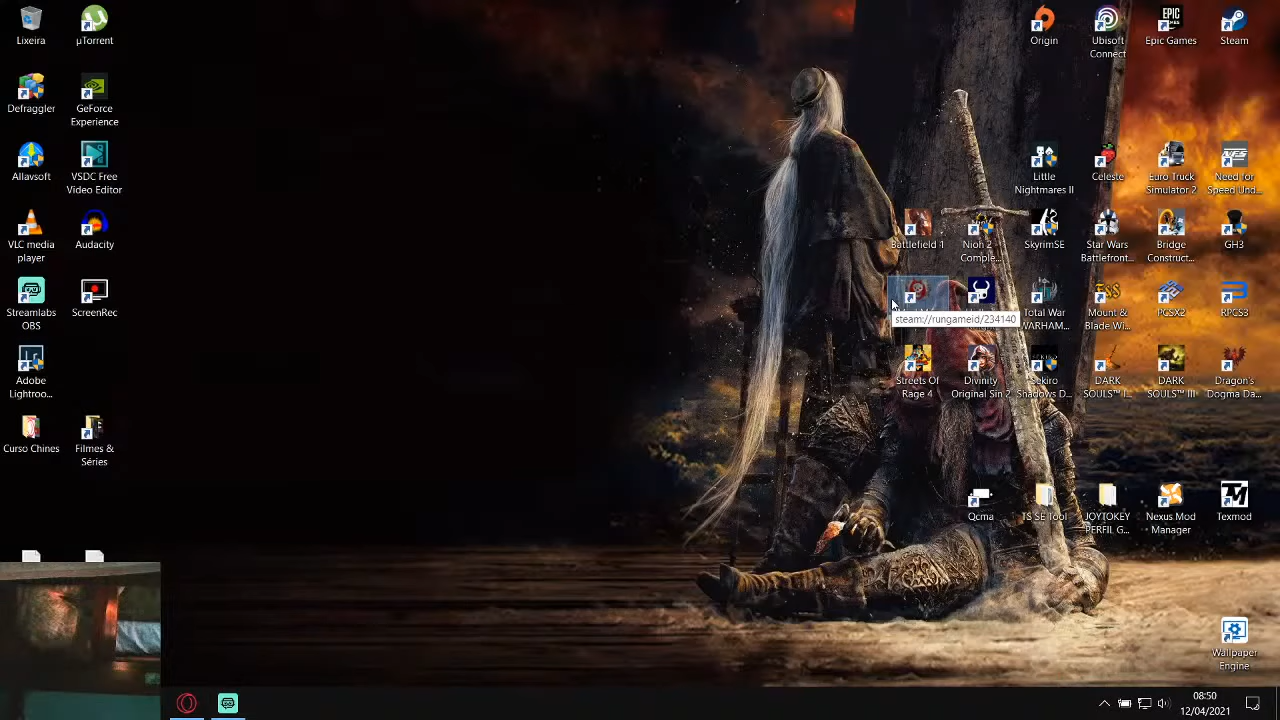 Lixeira
µTorrent
Origin
Ubisoft
Connect
Epic Games
Steam
Defraggler
GeForce
Experience
Allavsoft
VSDC Free
Video Editor
Little
Nightmares II
Celeste
Euro Truck
Simulator 2
Need for
Speed Und...
VLC media
player
Audacity
Battlefield 1
Nioh 2
Comple...
SkyrimSE
Star Wars
Battlefront...
Bridge
Construct...
GH3
Streamlabs
OBS
ScreenRec
steam://rungameid/234140
Total War
WARHAM...
Mount &
Blade Wi...
PCSX2
RPCS3
Adobe
Lightroo...
Streets Of
Rage 4
Divinity
Original Sin 2
Sekiro
Shadows D...
DARK
SOULS™ I...
DARK
SOULS™ III
Dragon's
Dogma Da...
Curso Chines
Filmes &
Séries
Qcma
TS SE Tool
JOYTOKEY
PERFIL G...
Nexus Mod
Manager
Texmod
Wallpaper
Engine
08:50
12/04/2021